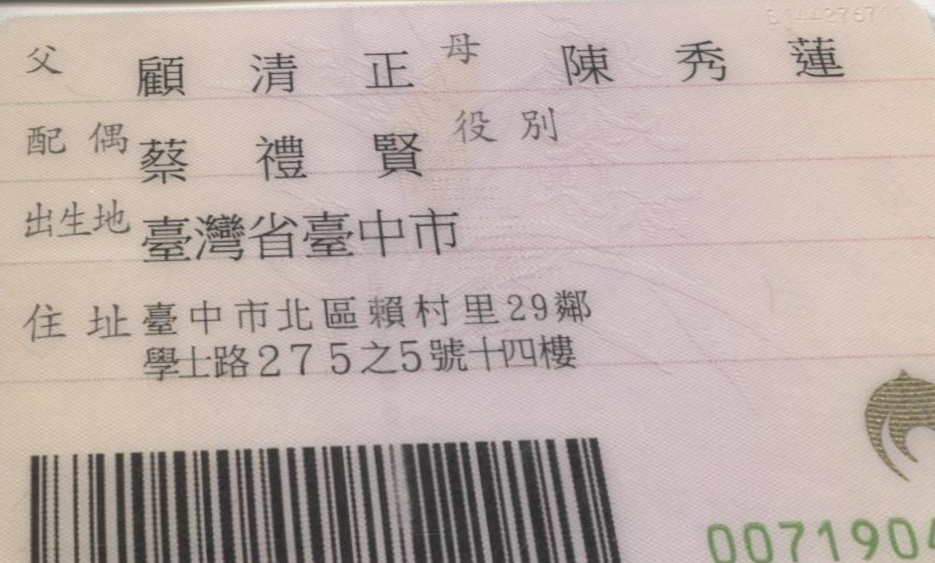 父 顧清正 母 陳秀蓮
配偶 蔡禮賢 役別
出生地 臺灣省臺中市
住址 臺中市北區賴村里29鄰
學士路275之5號十四樓